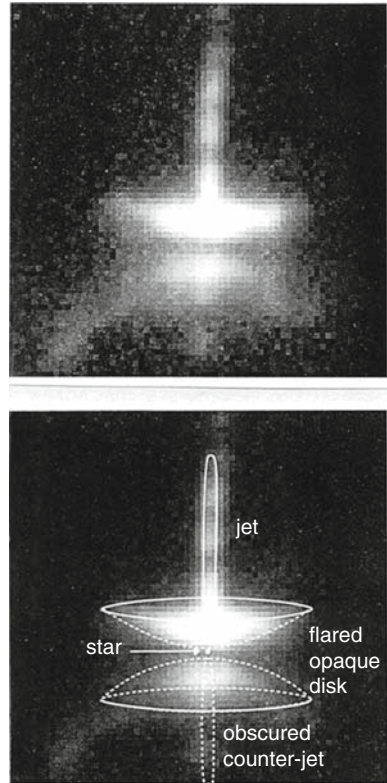 jet
star
flared
opaque
disk
obscured
counter-jet